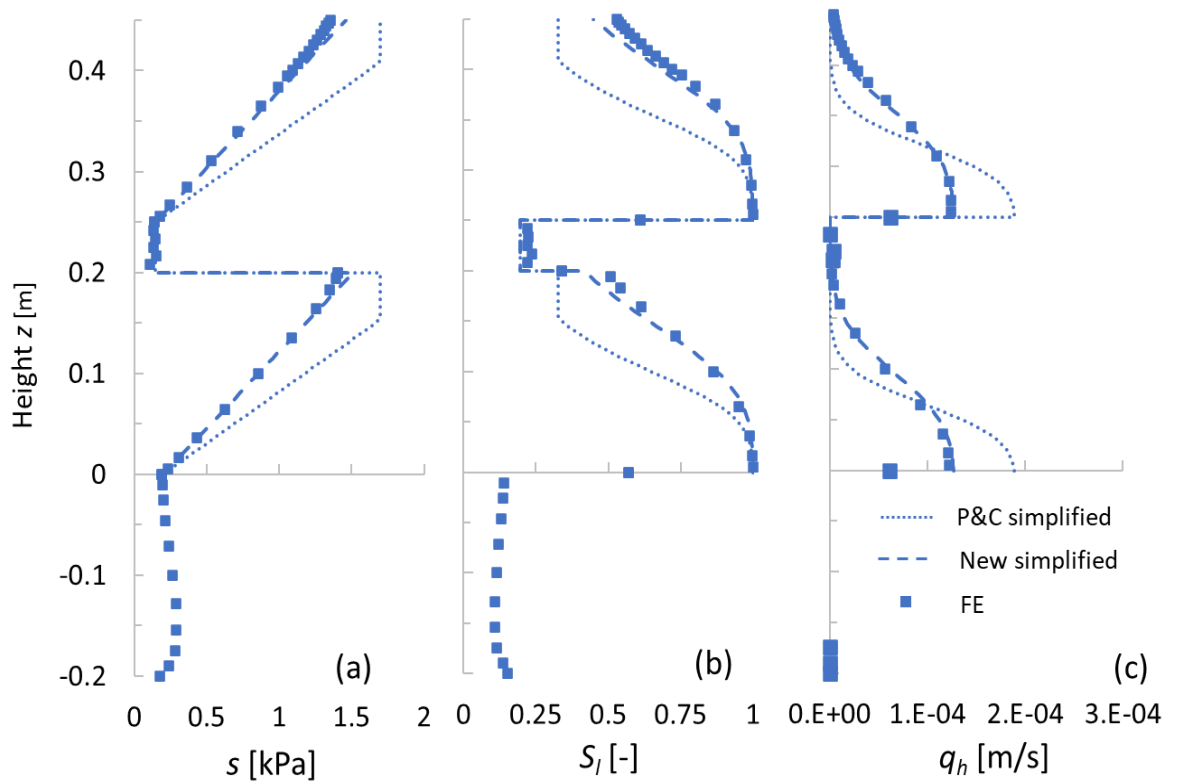 Height z [m]
0.4
0.3
0.2
0.1
0
-0.1
-0.2
(a)
(b)
(c)
P&C simplified
New simplified
FE
0 0.5 1 1.5 2
0 0.25 0.5 0.75 1
0.E+00 1.E-04 2.E-04 3.E-04
s [kPa]
Sl [-]
qh [m/s]